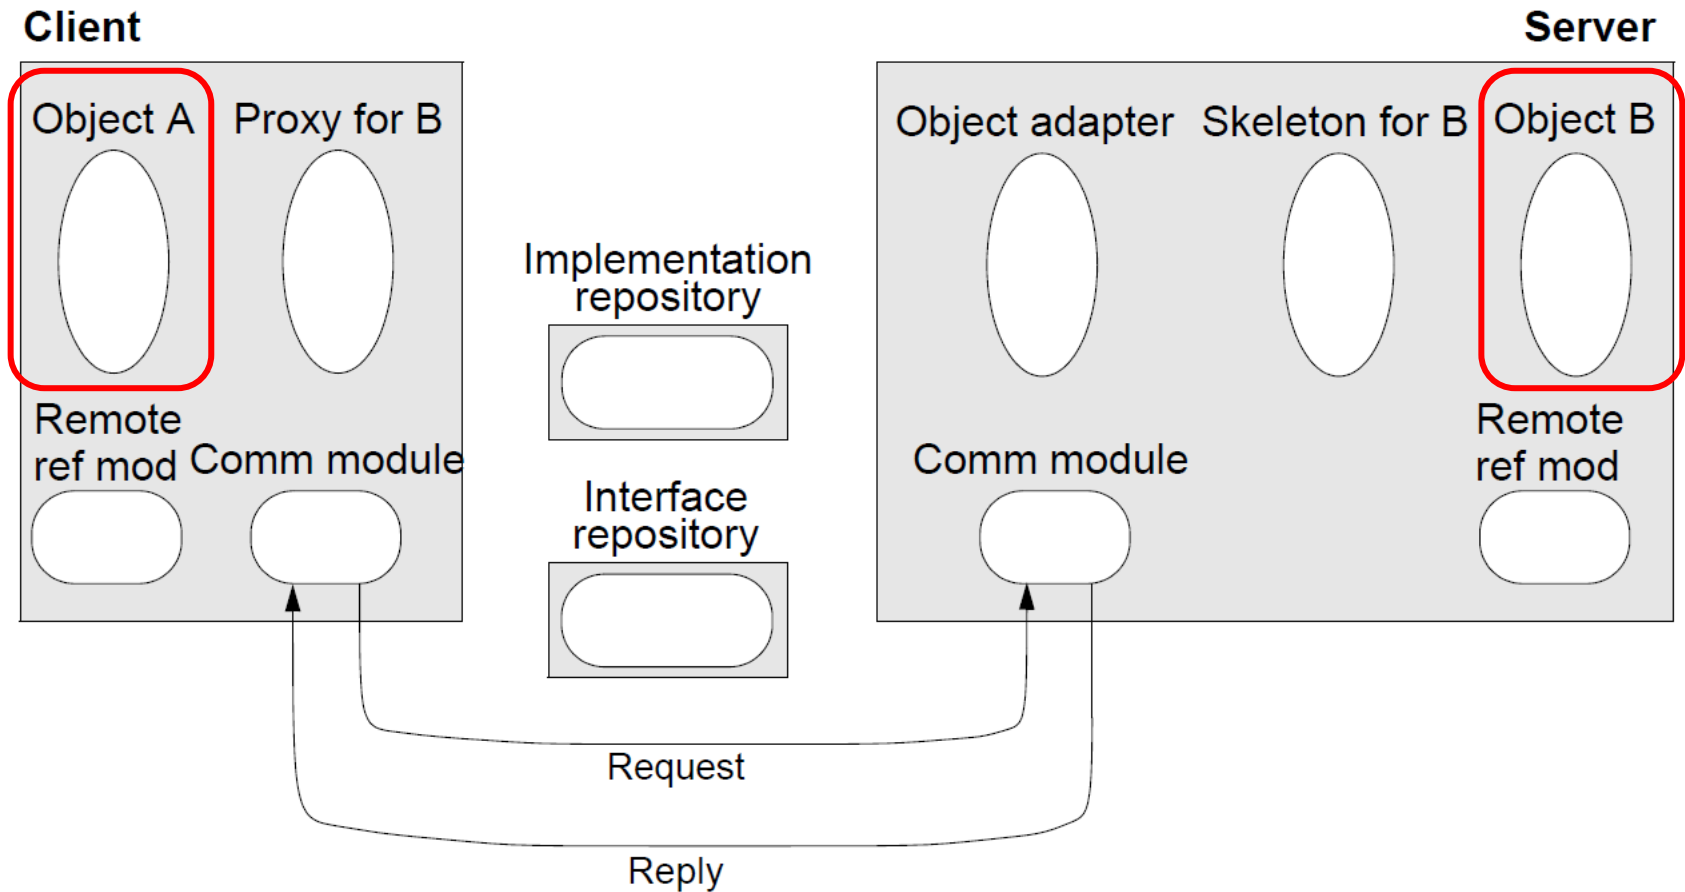 Client
Server
Object A
Proxy for B
Object adapter
Skeleton for B
Object B
Implementation
repository
Remote
ref mod
Comm module
Interface
repository
Comm module
Remote
ref mod
Request
Reply